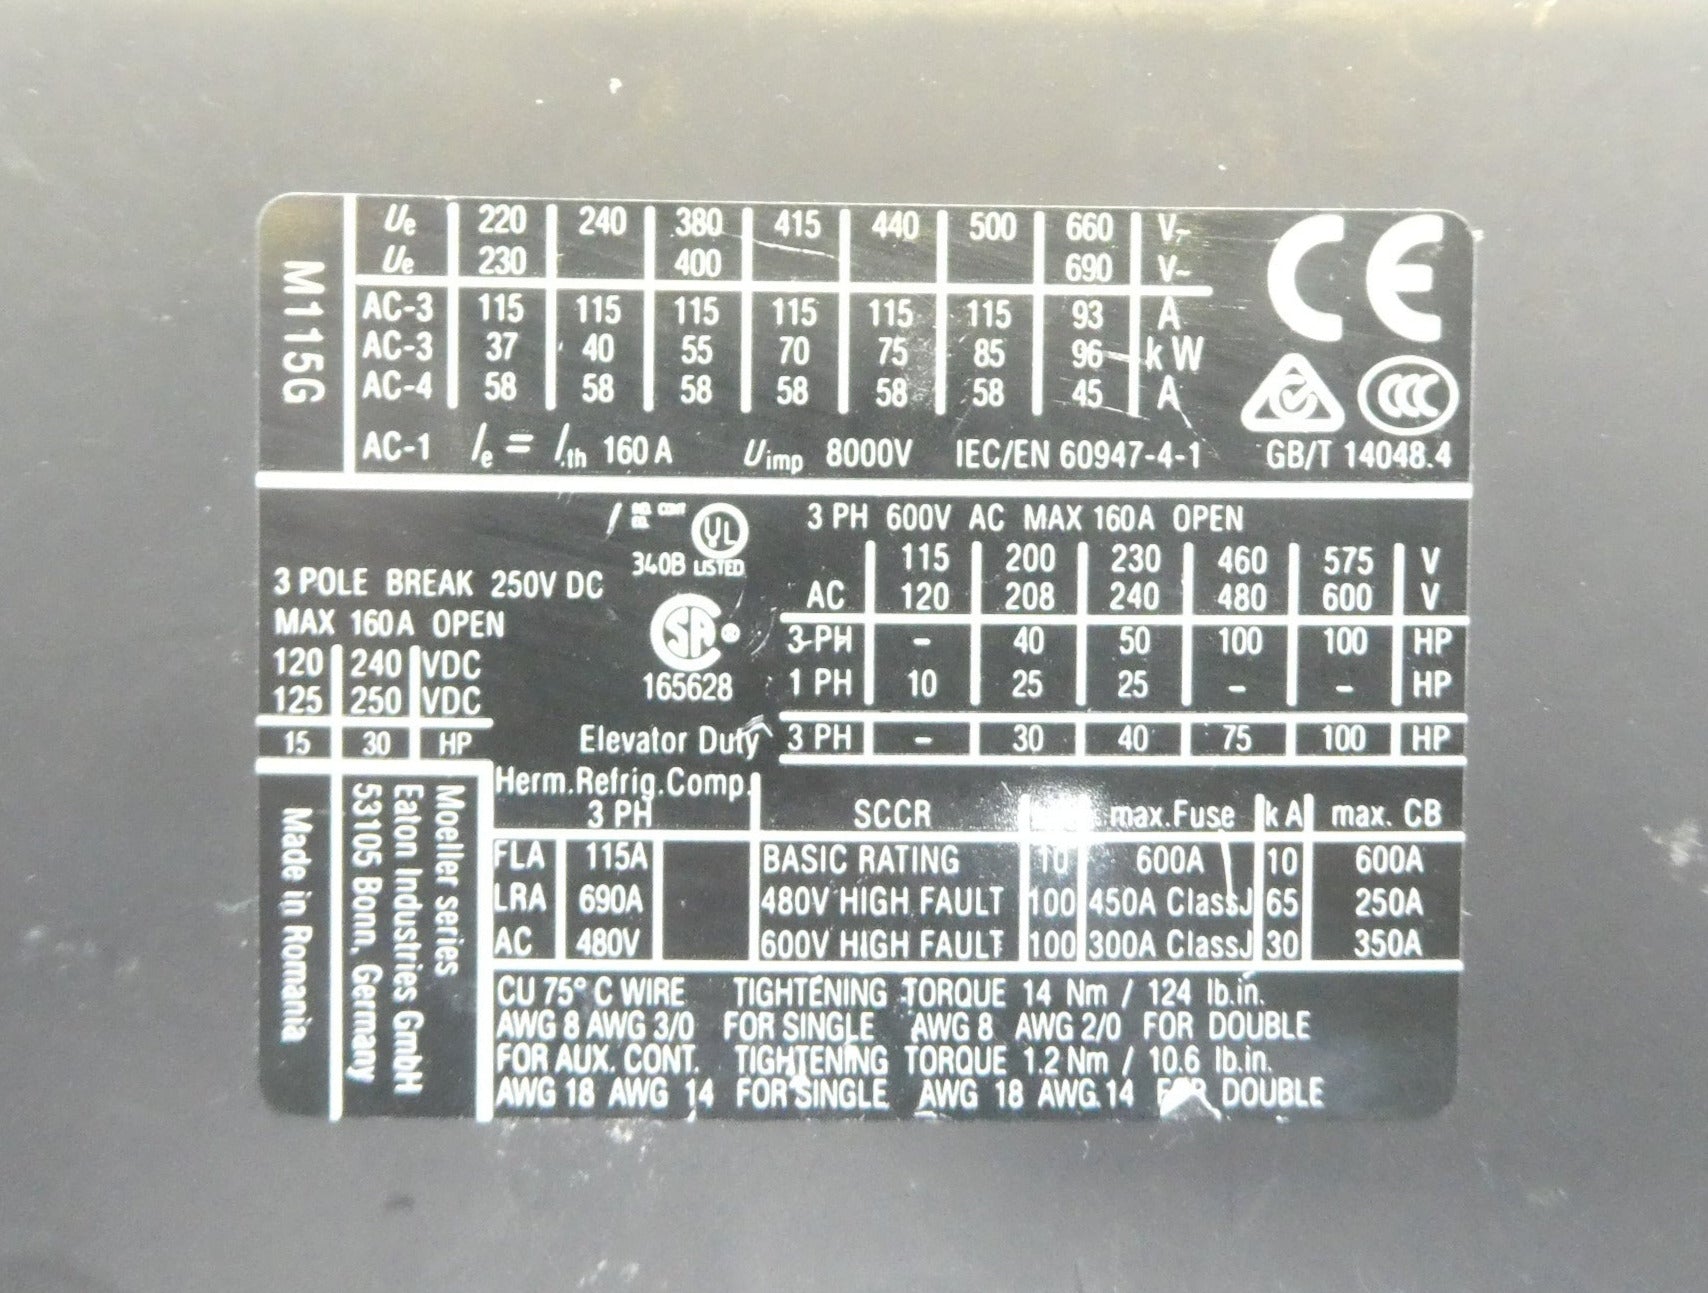 M115G
Ue 220 240 380 415 440 500 660 V~
Ue 230 400 690 V~
AC-3 115 115 115 115 115 115 93 A
AC-3 37 40 55 70 75 85 96 kW
AC-4 58 58 58 58 58 58 45 A
AC-1 Ie = Ith 160 A Uimp 8000V IEC/EN 60947-4-1 GB/T 14048.4
CE
CCC
IND. CONT
EQ.
UL
340B LISTED
3 POLE BREAK 250V DC
MAX 160A OPEN
120 240 VDC
125 250 VDC
15 30 HP
SA ®
165628
3 PH 600V AC MAX 160A OPEN
115 200 230 460 575 V
AC 120 208 240 480 600 V
3-PH - 40 50 100 100 HP
1 PH 10 25 25 - - HP
Elevator Duty 3 PH - 30 40 75 100 HP
Herm.Refrig.Comp.
3 PH SCCR max.Fuse kA max. CB
FLA 115A BASIC RATING 10 600A 10 600A
LRA 690A 480V HIGH FAULT 100 450A ClassJ 65 250A
AC 480V 600V HIGH FAULT 100 300A ClassJ 30 350A
CU 75° C WIRE TIGHTENING TORQUE 14 Nm / 124 lb.in.
AWG 8 AWG 3/0 FOR SINGLE AWG 8 AWG 2/0 FOR DOUBLE
FOR AUX. CONT. TIGHTENING TORQUE 1.2 Nm / 10.6 lb.in.
AWG 18 AWG 14 FOR SINGLE AWG 18 AWG 14 FOR DOUBLE
Moeller series
Eaton Industries GmbH
53105 Bonn, Germany
Made in Romania